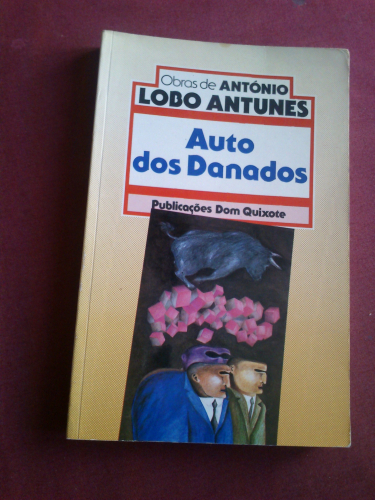 Obras de ANTÓNIO
LOBO ANTUNES
Auto
dos Danados
Publicações Dom Quixote